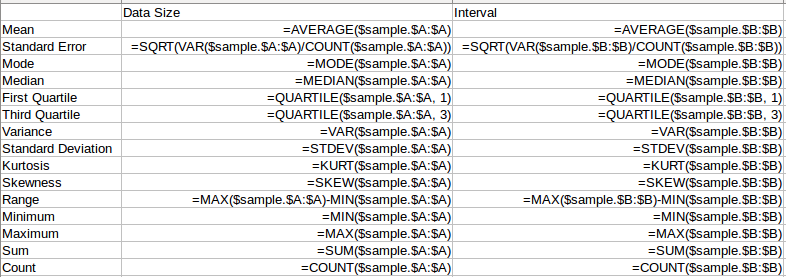 Data Size Interval
Mean =AVERAGE($sample.$A:$A) =AVERAGE($sample.$B:$B)
Standard Error =SQRT(VAR($sample.$A:$A)/COUNT($sample.$A:$A)) =SQRT(VAR($sample.$B:$B)/COUNT($sample.$B:$B))
Mode =MODE($sample.$A:$A) =MODE($sample.$B:$B)
Median =MEDIAN($sample.$A:$A) =MEDIAN($sample.$B:$B)
First Quartile =QUARTILE($sample.$A:$A, 1) =QUARTILE($sample.$B:$B, 1)
Third Quartile =QUARTILE($sample.$A:$A, 3) =QUARTILE($sample.$B:$B, 3)
Variance =VAR($sample.$A:$A) =VAR($sample.$B:$B)
Standard Deviation =STDEV($sample.$A:$A) =STDEV($sample.$B:$B)
Kurtosis =KURT($sample.$A:$A) =KURT($sample.$B:$B)
Skewness =SKEW($sample.$A:$A) =SKEW($sample.$B:$B)
Range =MAX($sample.$A:$A)-MIN($sample.$A:$A) =MAX($sample.$B:$B)-MIN($sample.$B:$B)
Minimum =MIN($sample.$A:$A) =MIN($sample.$B:$B)
Maximum =MAX($sample.$A:$A) =MAX($sample.$B:$B)
Sum =SUM($sample.$A:$A) =SUM($sample.$B:$B)
Count =COUNT($sample.$A:$A) =COUNT($sample.$B:$B)